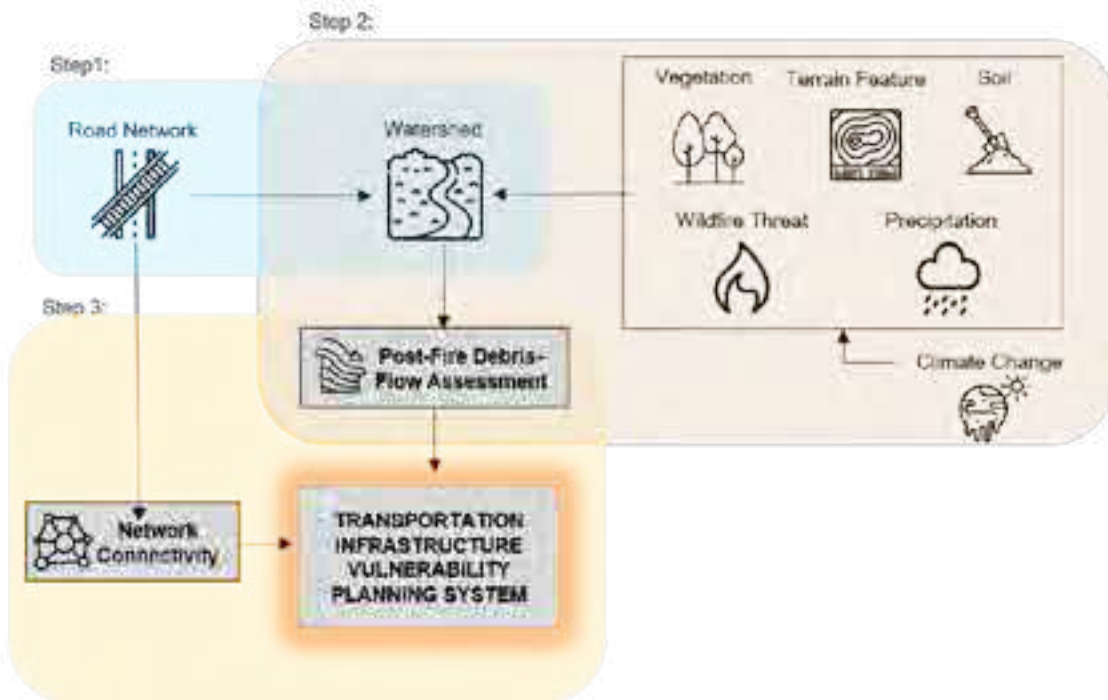 Step 2:
Step1:
Vegetation
Terrain Feature
Soil
Road Network
Watershed
Wildfire Threat
Precipitation
Step 3:
Post-Fire Debris-
Flow Assessment
Climate Change
Network
Connectivity
TRANSPORTATION
INFRASTRUCTURE
VULNERABILITY
PLANNING SYSTEM